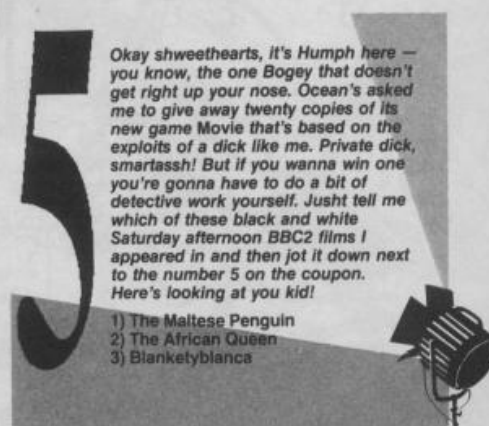 5
Okay shweethearts, it's Humph here —
you know, the one Bogey that doesn't
get right up your nose. Ocean's asked
me to give away twenty copies of its
new game Movie that's based on the
exploits of a dick like me. Private dick,
smartassh! But if you wanna win one
you're gonna have to do a bit of
detective work yourself. Jusht tell me
which of these black and white
Saturday afternoon BBC2 films I
appeared in and then jot it down next
to the number 5 on the coupon.
Here's looking at you kid!
1) The Maltese Penguin
2) The African Queen
3) Blanketyblanca